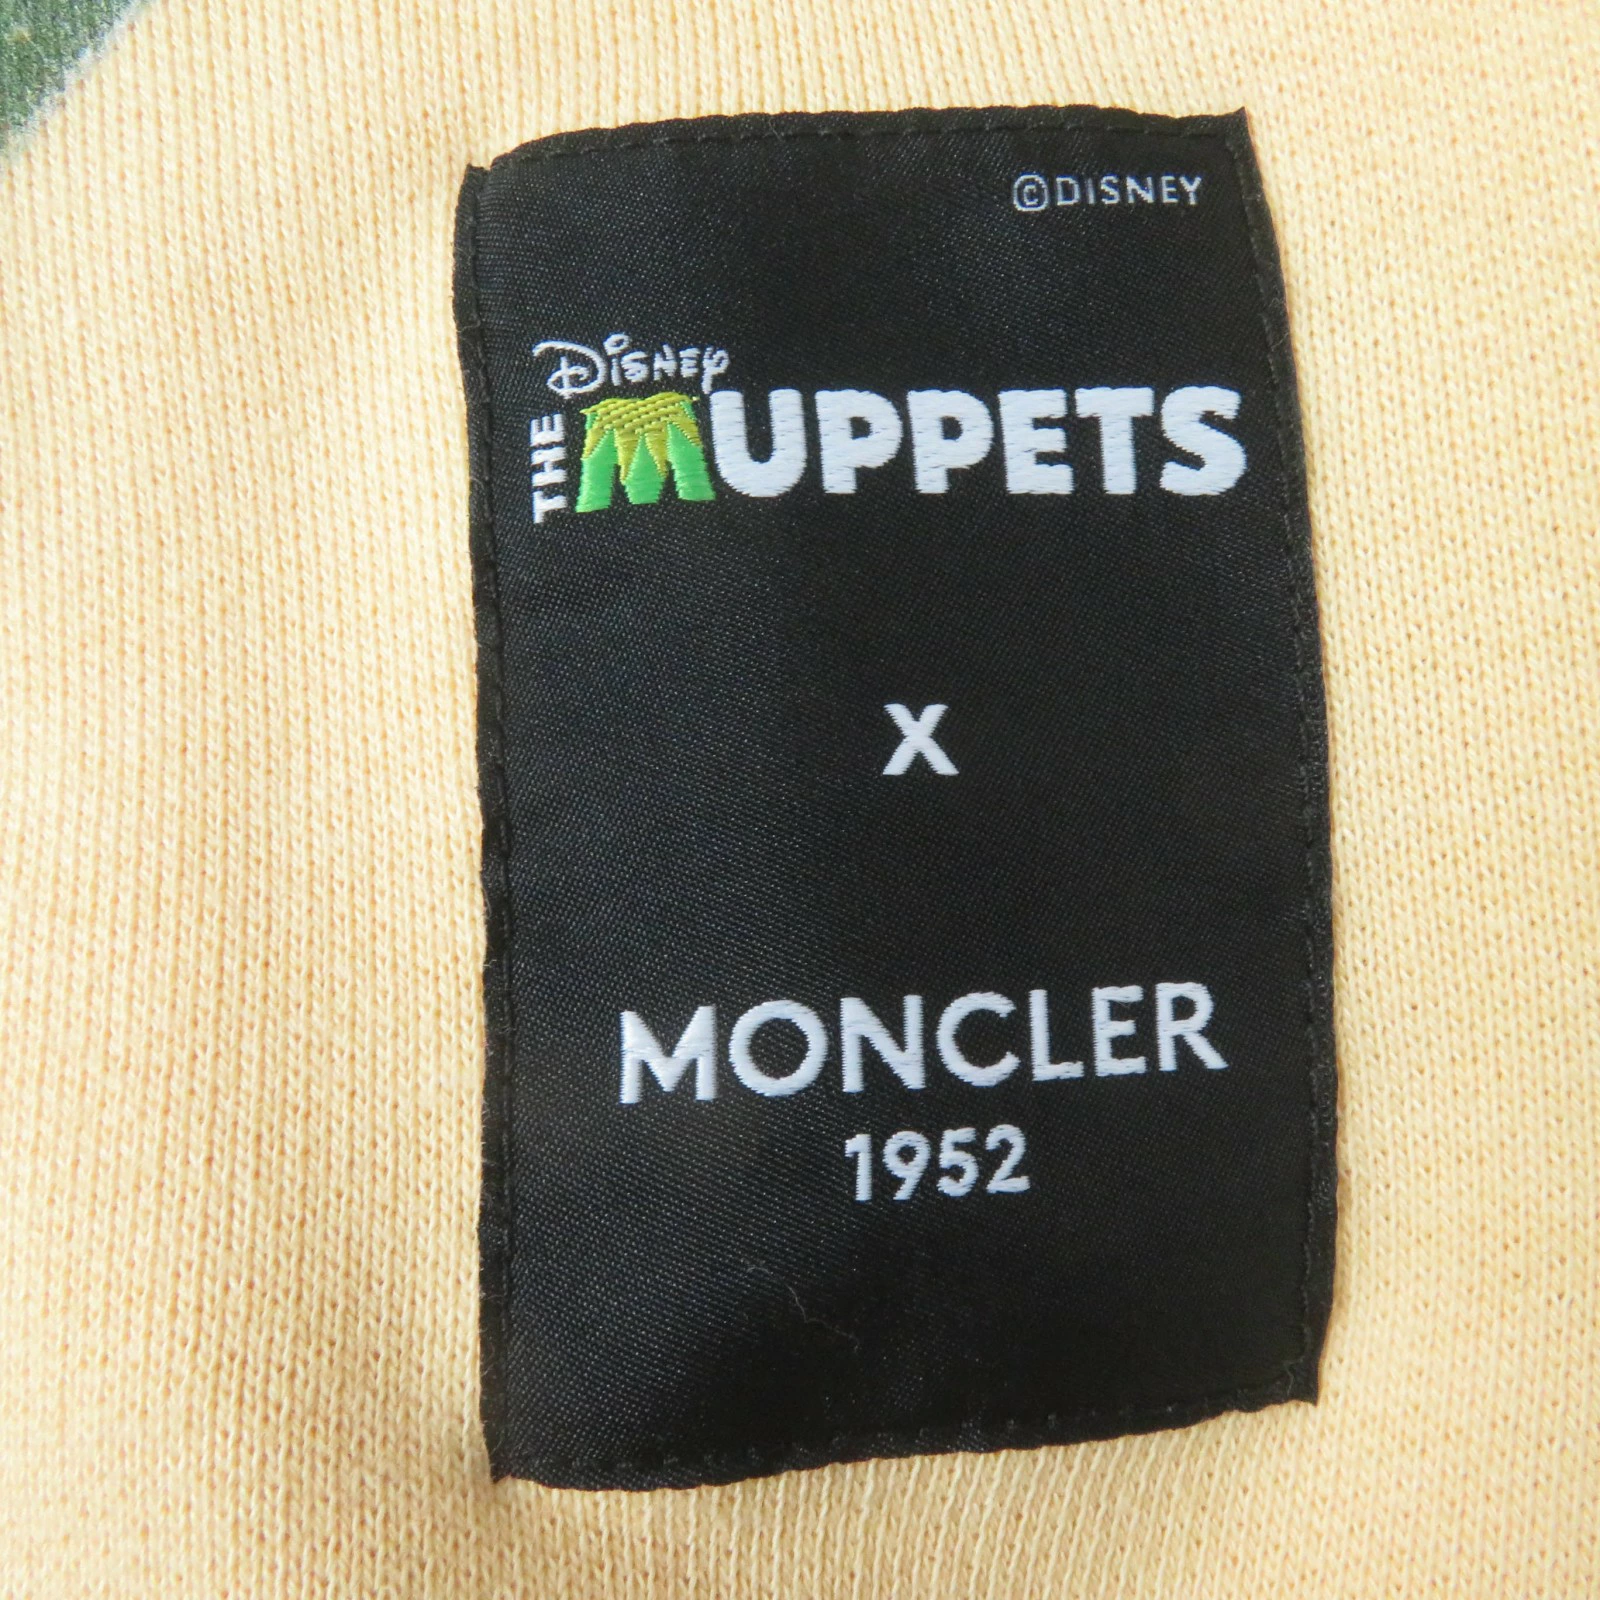 ©DISNEY
Disney
THE MUPPETS
X
MONCLER
1952